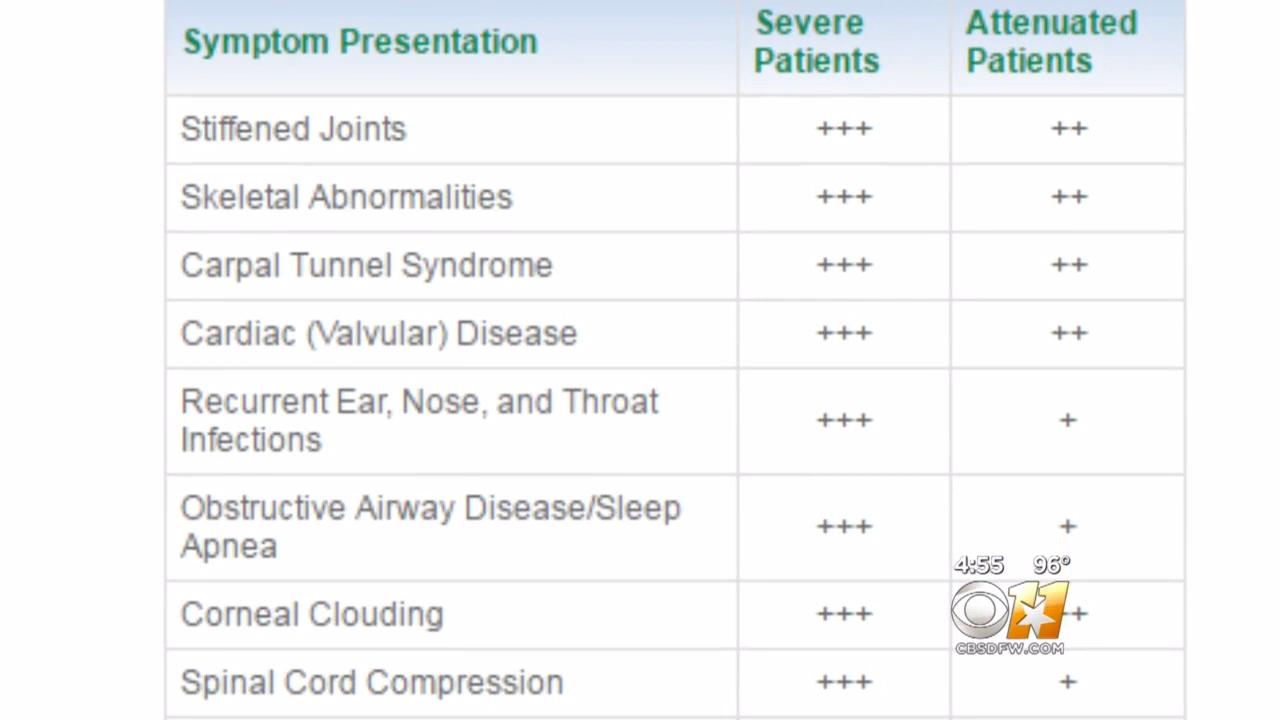 Symptom Presentation
Severe
Patients
Attenuated
Patients
Stiffened Joints
+++
++
Skeletal Abnormalities
+++
++
Carpal Tunnel Syndrome
+++
++
Cardiac (Valvular) Disease
+++
++
Recurrent Ear, Nose, and Throat
Infections
+++
+
Obstructive Airway Disease/Sleep
Apnea
+++
+
4:55 96°
Corneal Clouding
+++
11
CBSDFW.COM
Spinal Cord Compression
+++
+